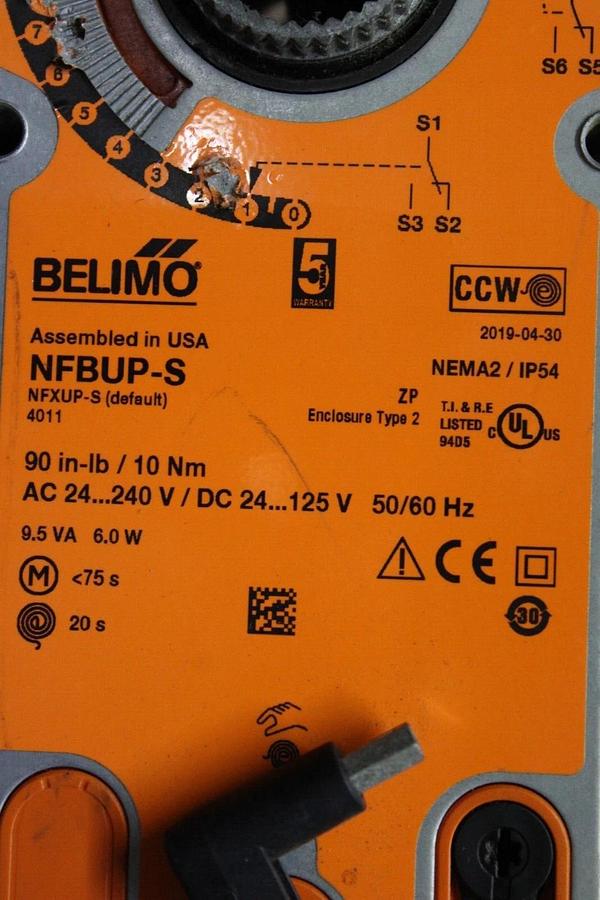 7
6
5
4
3
2
1
0
S6 S5
S1
S3 S2
BELIMO®
5
WARRANTY
CCW
2019-04-30
Assembled in USA
NFBUP-S
NEMA2 / IP54
NFXUP-S (default)
4011
ZP
Enclosure Type 2
T.I. & R.E
LISTED
94D5
C UL US
90 in-lb / 10 Nm
AC 24...240 V / DC 24...125 V 50/60 Hz
9.5 VA 6.0 W
CE
M <75 s
20 s
30